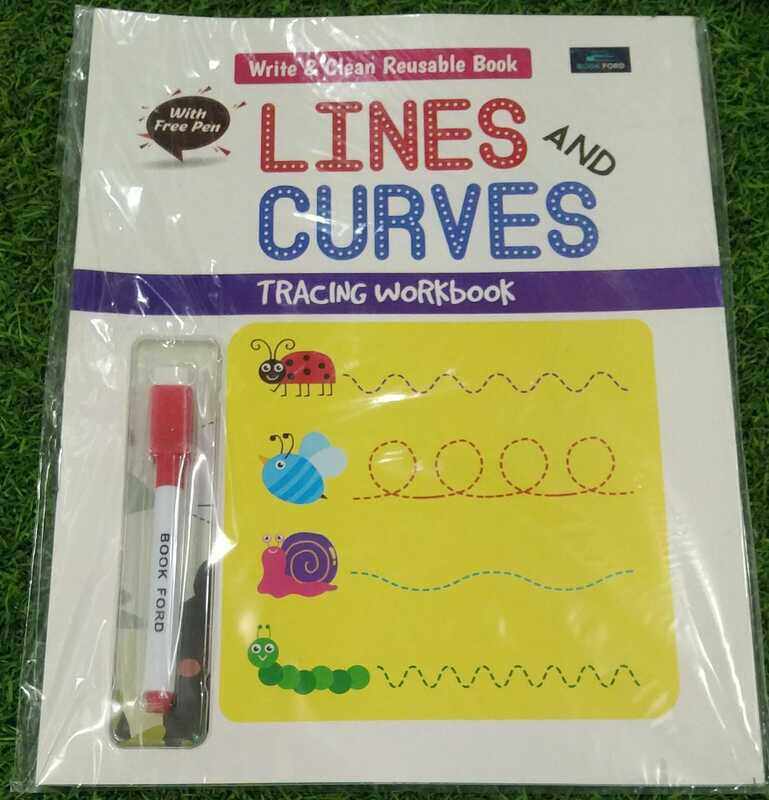 Write & Clean Reusable Book
BOOK FORD
With
Free Pen
LINES AND
CURVES
TRACING WORKBOOK
BOOK FORD